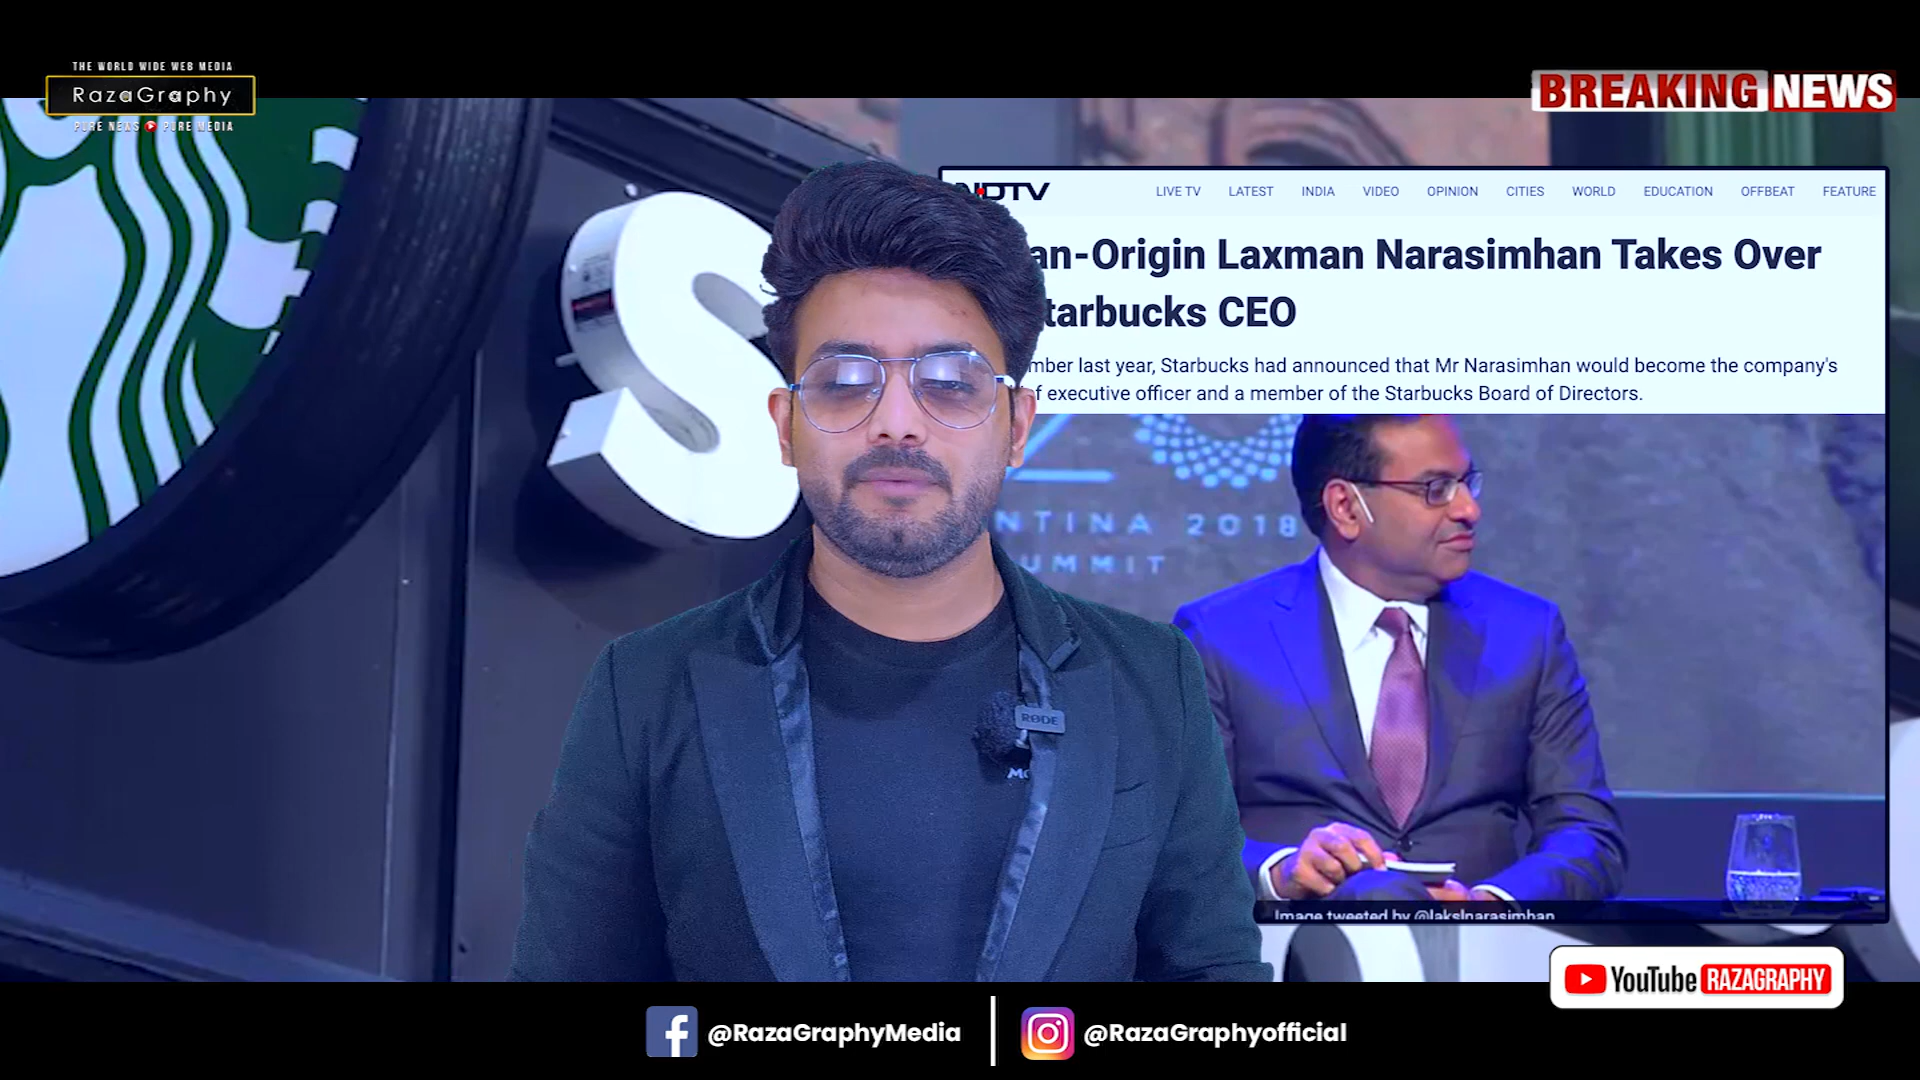 THE WORLD WIDE WEB MEDIA
RazaGraphy
PURE NEWS PURE MEDIA
BREAKING NEWS
NDTV
LIVE TV LATEST INDIA VIDEO OPINION CITIES WORLD EDUCATION OFFBEAT FEATURE
an-Origin Laxman Narasimhan Takes Over
tarbucks CEO
mber last year, Starbucks had announced that Mr Narasimhan would become the company's
f executive officer and a member of the Starbucks Board of Directors.
S
NTINA 2018
UMMIT
RØDE
Image tweeted by @lakslnarasimhan
YouTube RAZAGRAPHY
@RazaGraphyMedia
@RazaGraphyofficial